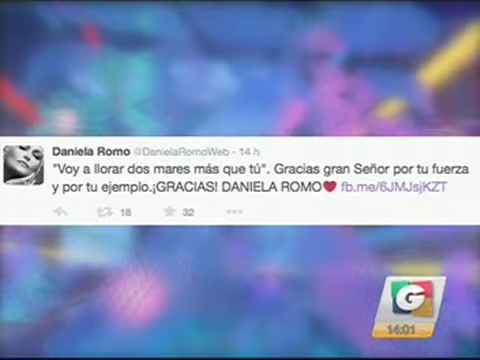 Daniela Romo @DanielaRomoWeb - 14 h
"Voy a llorar dos mares más que tú". Gracias gran Señor por tu fuerza
y por tu ejemplo.¡GRACIAS! DANIELA ROMO❤ fb.me/6JMJsjKZT
18 32
G
14:01